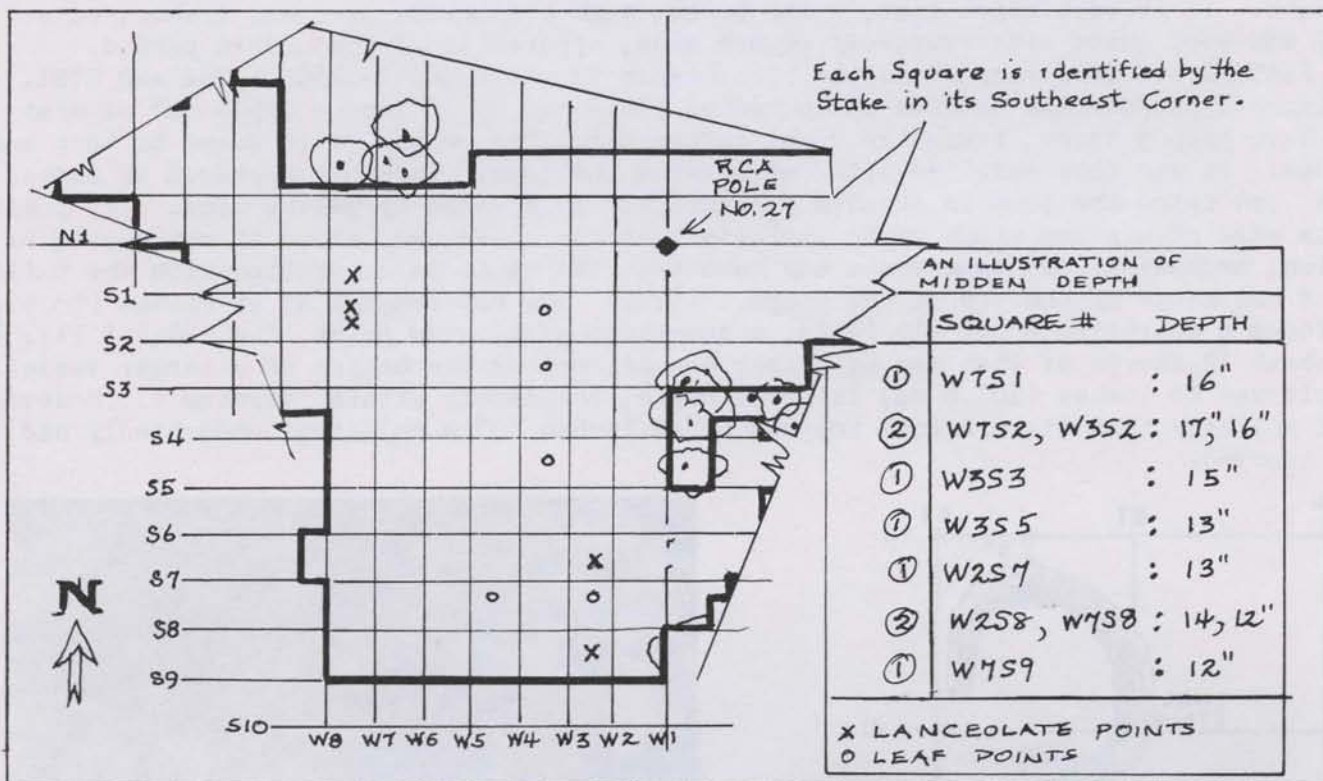 Each Square is identified by the
Stake in its Southeast Corner.
RCA
POLE
NO. 27
N1
S1
S2
S3
S4
S5
S6
S7
S8
S9
S10
W8 W7 W6 W5 W4 W3 W2 W1
N
AN ILLUSTRATION OF
MIDDEN DEPTH
SQUARE # DEPTH
① W7S1 : 16"
② W7S2, W3S2 : 17", 16"
① W3S3 : 15"
① W3S5 : 13"
① W2S7 : 13"
② W2S8, W7S8 : 14, 12"
① W7S9 : 12"
X LANCEOLATE POINTS
O LEAF POINTS